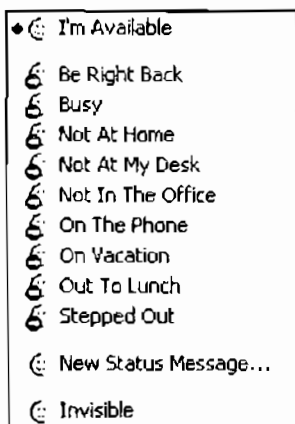 I'm Available
Be Right Back
Busy
Not At Home
Not At My Desk
Not In The Office
On The Phone
On Vacation
Out To Lunch
Stepped Out
New Status Message...
Invisible